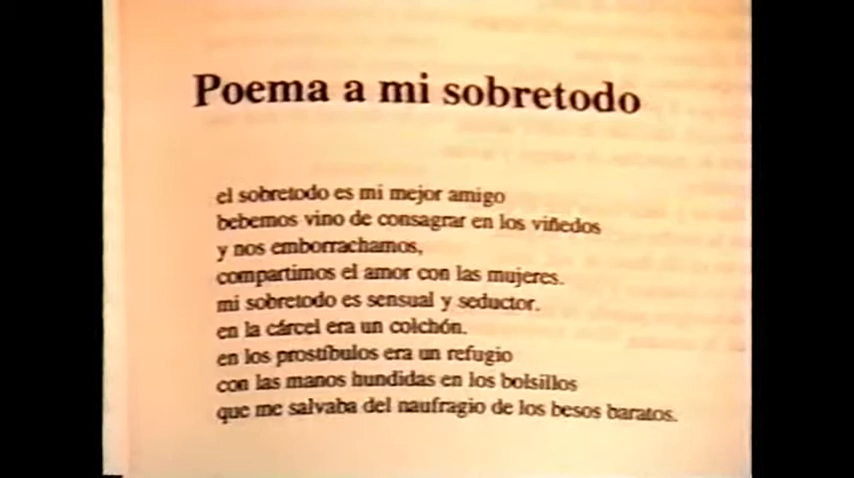 Poema a mi sobretodo
el sobretodo es mi mejor amigo
bebemos vino de consagrar en los viñedos
y nos emborrachamos,
compartimos el amor con las mujeres.
mi sobretodo es sensual y seductor.
en la cárcel era un colchón.
en los prostíbulos era un refugio
con las manos hundidas en los bolsillos
que me salvaba del naufragio de los besos baratos.